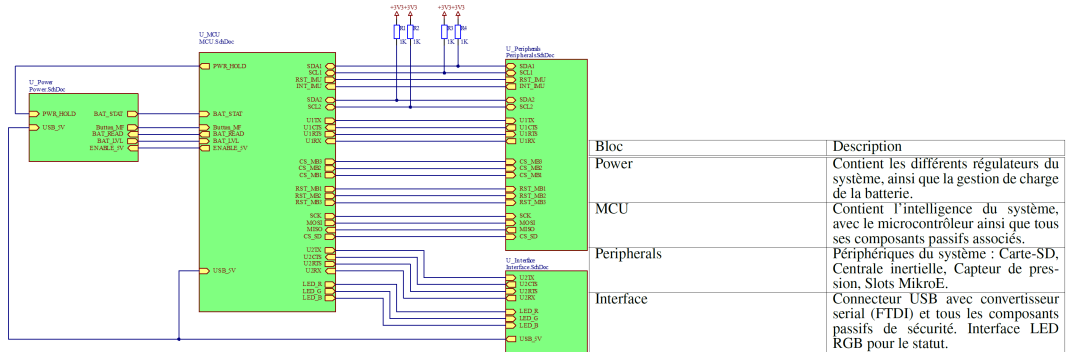 +3V3+3V3
+3V3+3V3
R1
R2
R3
R4
1K
1K
U_MCU
MCU.SchDoc
PWR_HOLD
BAT_STAT
Button_MF
BAT_READ
BAT_LVL
ENABLE_5V
USB_5V
SDA1
SCL1
RST_IMU
INT_IMU
SDA2
SCL2
U1TX
U1CTS
U1RTS
U1RX
CS_MB3
CS_MB2
CS_MB1
RST_MB1
RST_MB2
RST_MB3
SCK
MOSI
MISO
CS_SD
U2TX
U2CTS
U2RTS
U2RX
LED_R
LED_G
LED_B
U_Power
Power.SchDoc
PWR_HOLD
USB_5V
BAT_STAT
Button_MF
BAT_READ
BAT_LVL
ENABLE_5V
U_Peripherals
Peripherals.SchDoc
SDA1
SCL1
RST_IMU
INT_IMU
SDA2
SCL2
U1TX
U1CTS
U1RTS
U1RX
CS_MB3
CS_MB2
CS_MB1
RST_MB1
RST_MB2
RST_MB3
SCK
MOSI
MISO
CS_SD
U_Interface
Interface.SchDoc
U2TX
U2CTS
U2RTS
U2RX
LED_R
LED_G
LED_B
USB_5V
Bloc Description
Power Contient les différents régulateurs du
système, ainsi que la gestion de charge
de la batterie.
MCU Contient l'intelligence du système,
avec le microcontrôleur ainsi que tous
ses composants passifs associés.
Peripherals Périphériques du système : Carte-SD,
Centrale inertielle, Capteur de pres-
sion, Slots MikroE.
Interface Connecteur USB avec convertisseur
serial (FTDI) et tous les composants
passifs de sécurité. Interface LED
RGB pour le statut.